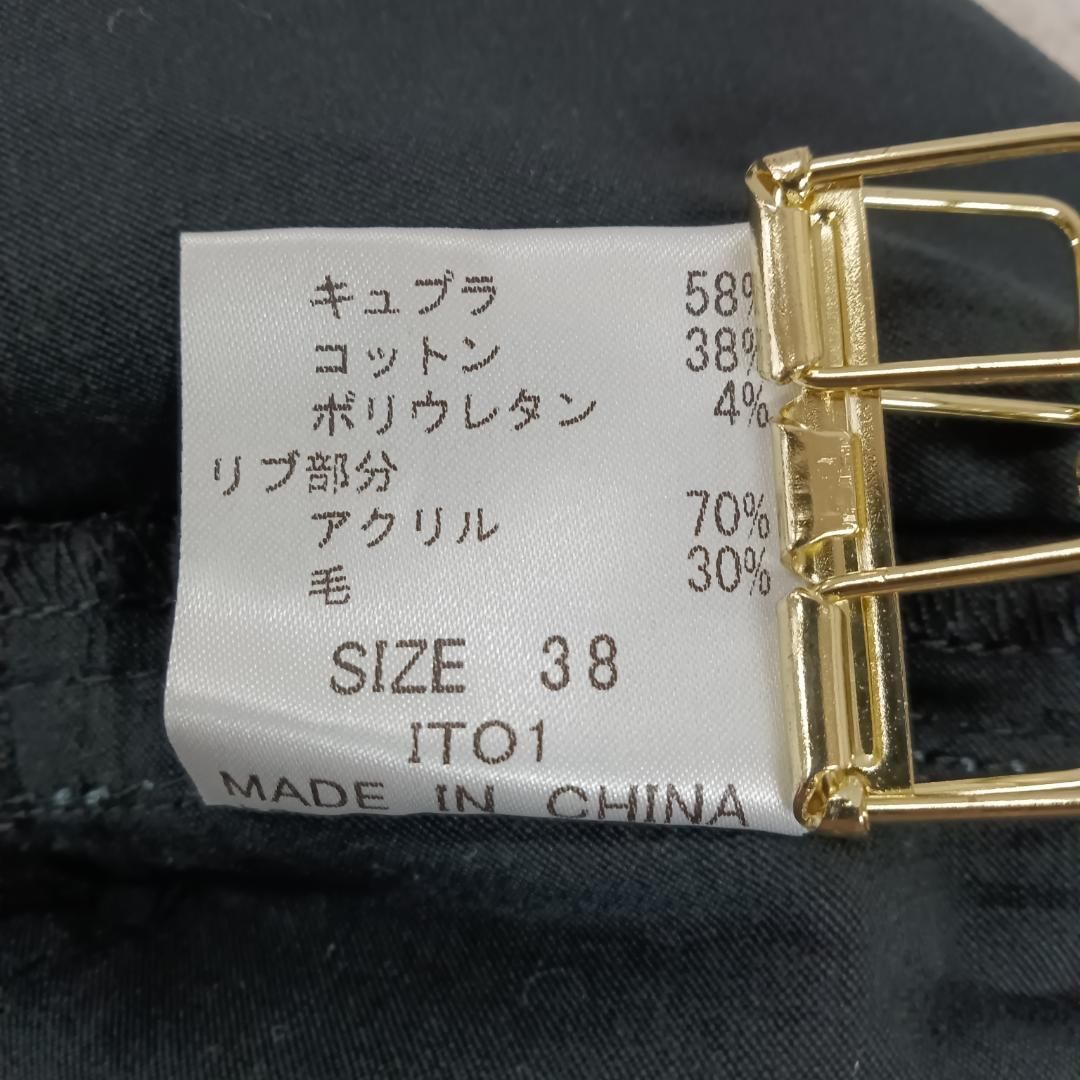 キュプラ 58%
コットン 38%
ポリウレタン 4%
リブ部分
アクリル 70%
毛 30%
SIZE 38
ITO1
MADE IN CHINA